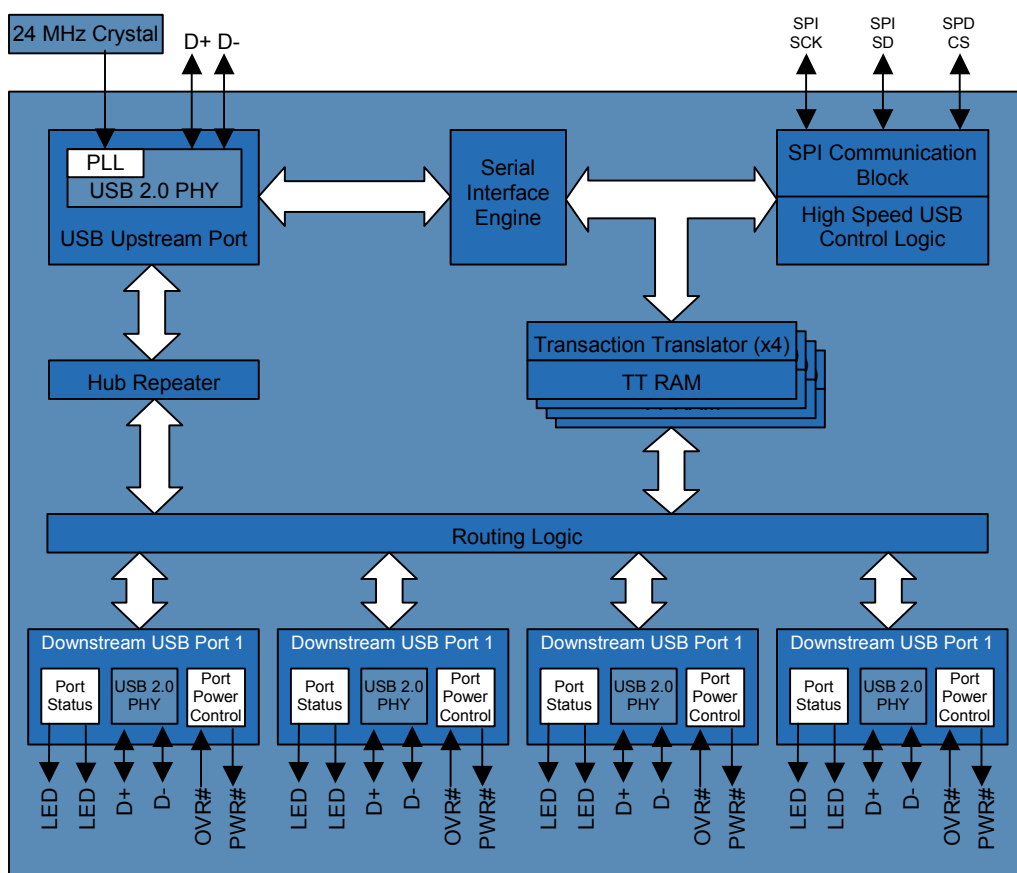 24 MHz Crystal
D+ D-
SPI
SCK
SPI
SD
SPD
CS
PLL
USB 2.0 PHY
USB Upstream Port
Serial
Interface
Engine
SPI Communication
Block
High Speed USB
Control Logic
Hub Repeater
Transaction Translator (x4)
TT RAM
Routing Logic
Downstream USB Port 1
Port
Status
USB 2.0
PHY
Port
Power
Control
LED
LED
D+
D-
OVR#
PWR#
Downstream USB Port 1
Port
Status
USB 2.0
PHY
Port
Power
Control
LED
LED
D+
D-
OVR#
PWR#
Downstream USB Port 1
Port
Status
USB 2.0
PHY
Port
Power
Control
LED
LED
D+
D-
OVR#
PWR#
Downstream USB Port 1
Port
Status
USB 2.0
PHY
Port
Power
Control
LED
LED
D+
D-
OVR#
PWR#